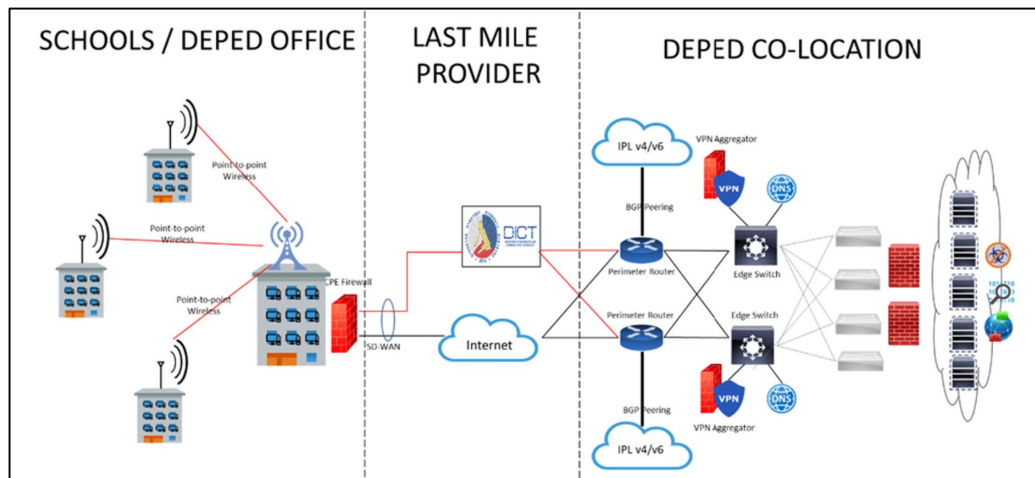 SCHOOLS / DEPED OFFICE
LAST MILE
PROVIDER
DEPED CO-LOCATION
IPL v4/v6
VPN Aggregator
VPN
DNS
Point-to-point
Wireless
BGP Peering
Point-to-point
Wireless
DICT
Perimeter Router
Edge Switch
Point-to-point
Wireless
CPE Firewall
SD-WAN
Internet
Perimeter Router
Edge Switch
BGP Peering
VPN
DNS
VPN Aggregator
IPL v4/v6